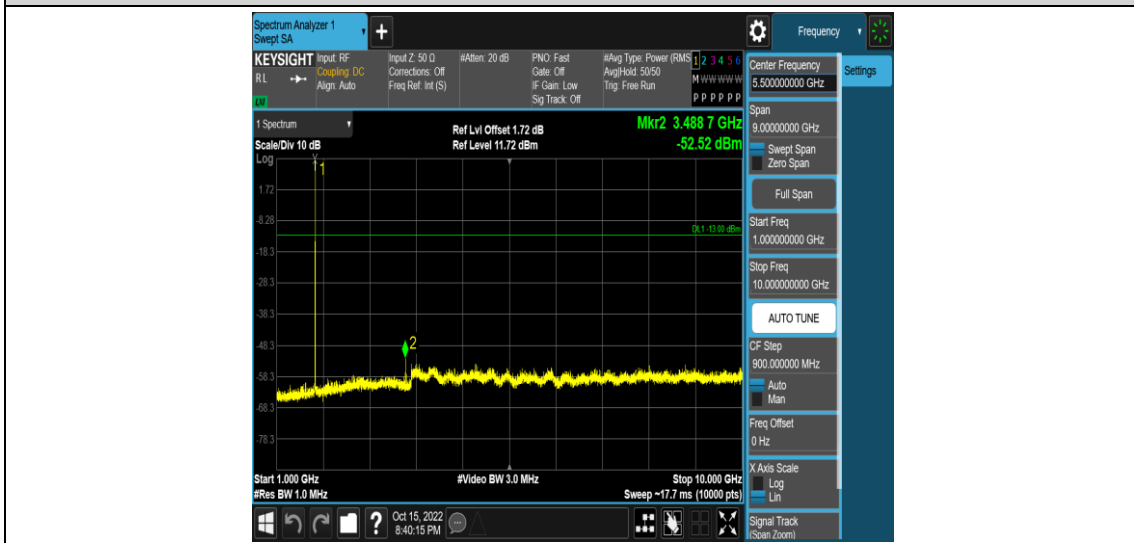 Spectrum Analyzer 1
Swept SA
+
Frequency
KEYSIGHT
RL
LXI
Input: RF
Coupling: DC
Align: Auto
Input Z: 50 Ω
Corrections: Off
Freq Ref: Int (S)
#Atten: 20 dB
PNO: Fast
Gate: Off
IF Gain: Low
Sig Track: Off
#Avg Type: Power (RMS
Avg|Hold: 50/50
Trig: Free Run
1 2 3 4 5 6
M W W W W W
P P P P P P
1 Spectrum
Scale/Div 10 dB
Log
Ref Lvl Offset 1.72 dB
Ref Level 11.72 dBm
Mkr2 3.488 7 GHz
-52.52 dBm
1
1.72
-8.28
DL1 -13.00 dBm
-18.3
-28.3
-38.3
-48.3
2
-58.3
-68.3
-78.3
Start 1.000 GHz
#Res BW 1.0 MHz
#Video BW 3.0 MHz
Stop 10.000 GHz
Sweep ~17.7 ms (10000 pts)
Center Frequency
5.500000000 GHz
Settings
Span
9.00000000 GHz
Swept Span
Zero Span
Full Span
Start Freq
1.000000000 GHz
Stop Freq
10.000000000 GHz
AUTO TUNE
CF Step
900.000000 MHz
Auto
Man
Freq Offset
0 Hz
X Axis Scale
Log
Lin
Signal Track
(Span Zoom)
?
Oct 15, 2022
8:40:15 PM